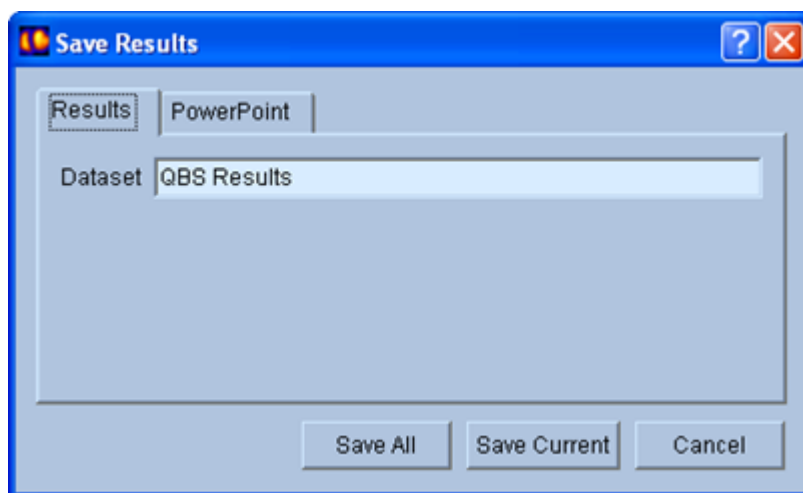 Save Results
Results PowerPoint
Dataset QBS Results
Save All Save Current Cancel